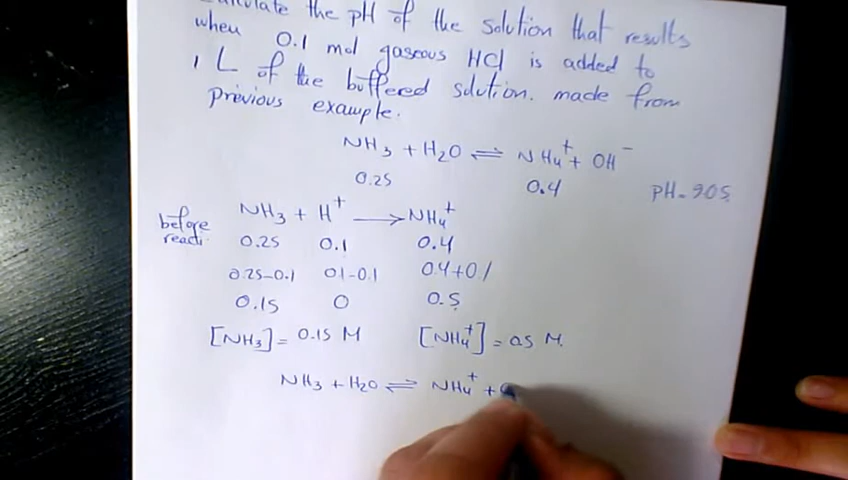 the pH of the solution that results
when 0.1 mol gaseous HCl is added to
1 L of the buffeed solution. made from
previous example.
NH3 + H2O ⇌ NH4+ + OH−
0.25 0.4 pH = 9.05
NH3 + H+ ⟶ NH4+
before
react:
0.25 0.1 0.4
0.25-0.1 0.1-0.1 0.4+0.1
0.15 0 0.5
[NH3] = 0.15 M [NH4+] = 0.5 M.
NH3 + H2O ⇌ NH4+ +